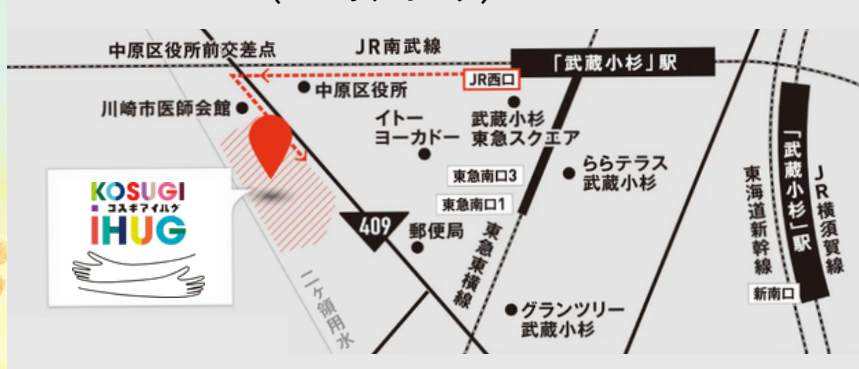 中原区役所前交差点
JR南武線
「武蔵小杉」駅
JR西口
中原区役所
川崎市医師会館
イトー
ヨーカドー
武蔵小杉
東急スクエア
ららテラス
武蔵小杉
東急南口3
東急南口1
KOSUGI
コスギアイハグ
iHUG
409
郵便局
東急東横線
二ヶ領用水
グランツリー
武蔵小杉
東海道新幹線
「武蔵小杉」駅
JR横須賀線
新南口